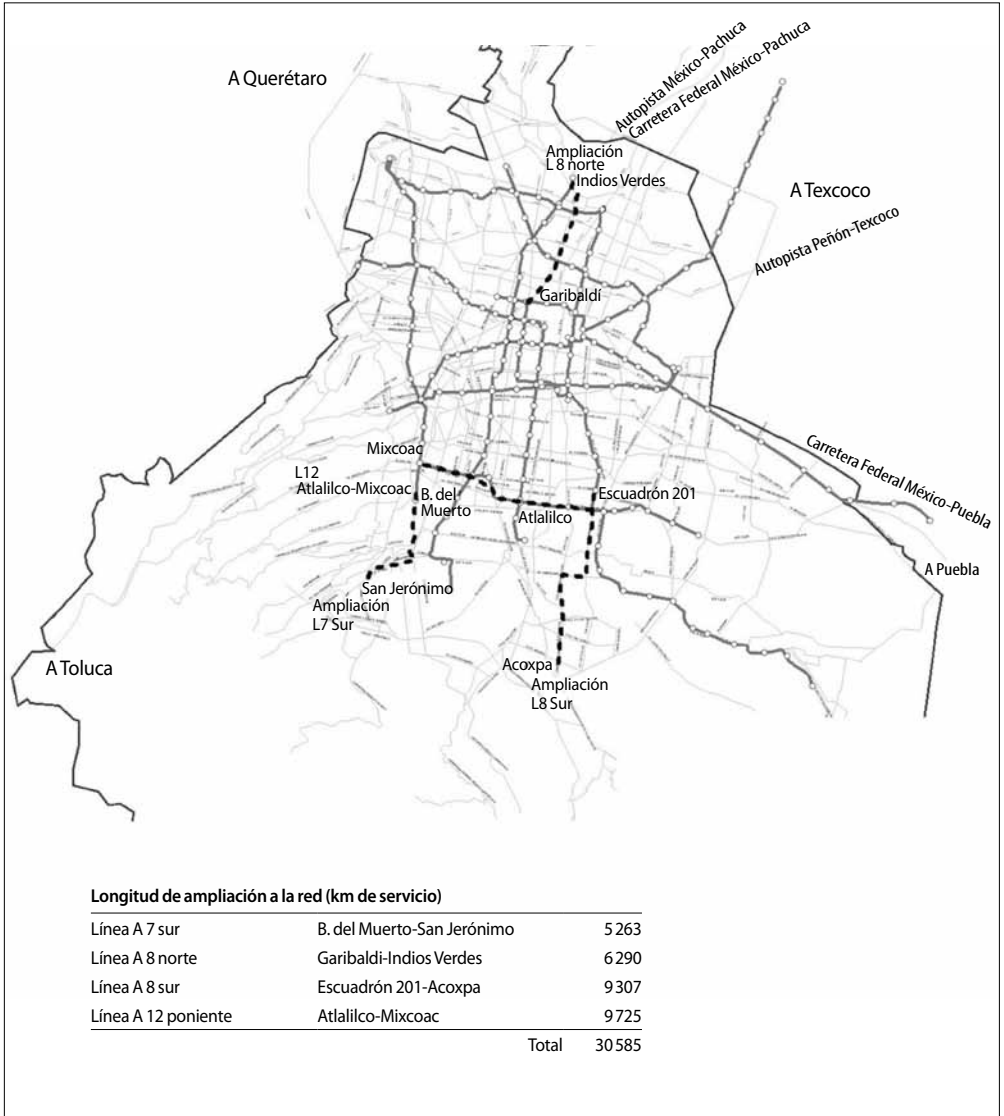 Autopista México-Pachuca
Carretera Federal México-Pachuca
A Querétaro
Ampliación
L 8 norte
Indios Verdes
A Texcoco
Autopista Peñón-Texcoco
Garibaldí
Carretera Federal México-Puebla
Mixcoac
L12
Atlalilco-Mixcoac
B. del
Muerto
Escuadrón 201
Atlalilco
A Puebla
San Jerónimo
Ampliación
L7 Sur
A Toluca
Acoxpa
Ampliación
L8 Sur
Longitud de ampliación a la red (km de servicio)
Línea A 7 sur B. del Muerto-San Jerónimo 5 263
Línea A 8 norte Garibaldi-Indios Verdes 6 290
Línea A 8 sur Escuadrón 201-Acoxpa 9 307
Línea A 12 poniente Atlalilco-Mixcoac 9 725
Total 30 585